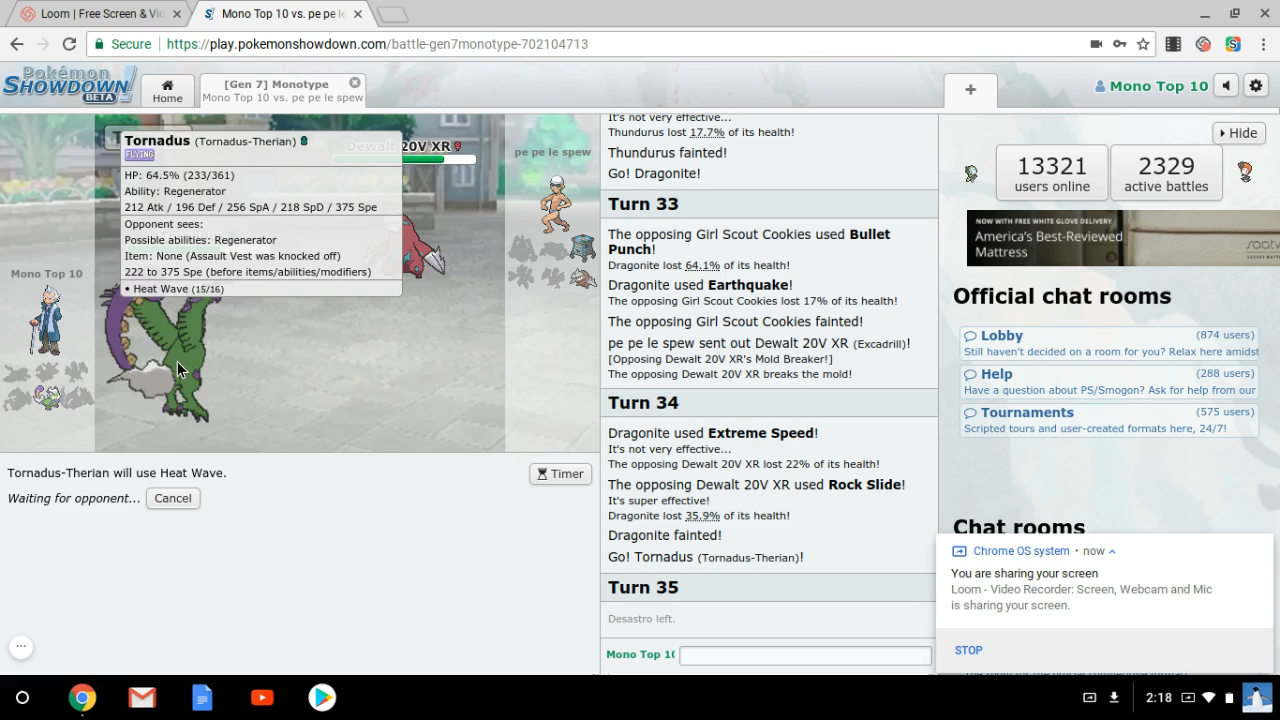 Loom | Free Screen & Vi
Mono Top 10 vs. pe pe le
Secure
https://play.pokemonshowdown.com/battle-gen7monotype-702104713
Pokémon
SHOWDOWN
BETA
Home
[Gen 7] Monotype
Mono Top 10 vs. pe pe le spew
+
Mono Top 10
Tornadus (Tornadus-Therian)
FLYING
HP: 64.5% (233/361)
Ability: Regenerator
212 Atk / 196 Def / 256 SpA / 218 SpD / 375 Spe
Opponent sees:
Possible abilities: Regenerator
Item: None (Assault Vest was knocked off)
222 to 375 Spe (before items/abilities/modifiers)
• Heat Wave (15/16)
Dewalt 20V XR
pe pe le spew
Mono Top 10
Tornadus-Therian will use Heat Wave.
Timer
Waiting for opponent...
Cancel
It's not very effective...
Thundurus lost 17.7% of its health!
Thundurus fainted!
Go! Dragonite!
Turn 33
The opposing Girl Scout Cookies used Bullet
Punch!
Dragonite lost 64.1% of its health!
Dragonite used Earthquake!
The opposing Girl Scout Cookies lost 17% of its health!
The opposing Girl Scout Cookies fainted!
pe pe le spew sent out Dewalt 20V XR (Excadrill)!
[Opposing Dewalt 20V XR's Mold Breaker!]
The opposing Dewalt 20V XR breaks the mold!
Turn 34
Dragonite used Extreme Speed!
It's not very effective...
The opposing Dewalt 20V XR lost 22% of its health!
The opposing Dewalt 20V XR used Rock Slide!
It's super effective!
Dragonite lost 35.9% of its health!
Dragonite fainted!
Go! Tornadus (Tornadus-Therian)!
Turn 35
Desastro left.
Mono Top 10
Hide
13321
users online
2329
active battles
NOW WITH FREE WHITE GLOVE DELIVERY
America's Best-Reviewed
Mattress
saatv
Official chat rooms
Lobby
(874 users)
Still haven't decided on a room for you? Relax here amidst
Help
(288 users)
Have a question about PS/Smogon? Ask for help from our
Tournaments
(575 users)
Scripted tours and user-created formats here, 24/7!
Chat rooms
Chrome OS system • now
You are sharing your screen
Loom - Video Recorder: Screen, Webcam and Mic
is sharing your screen.
STOP
2:18